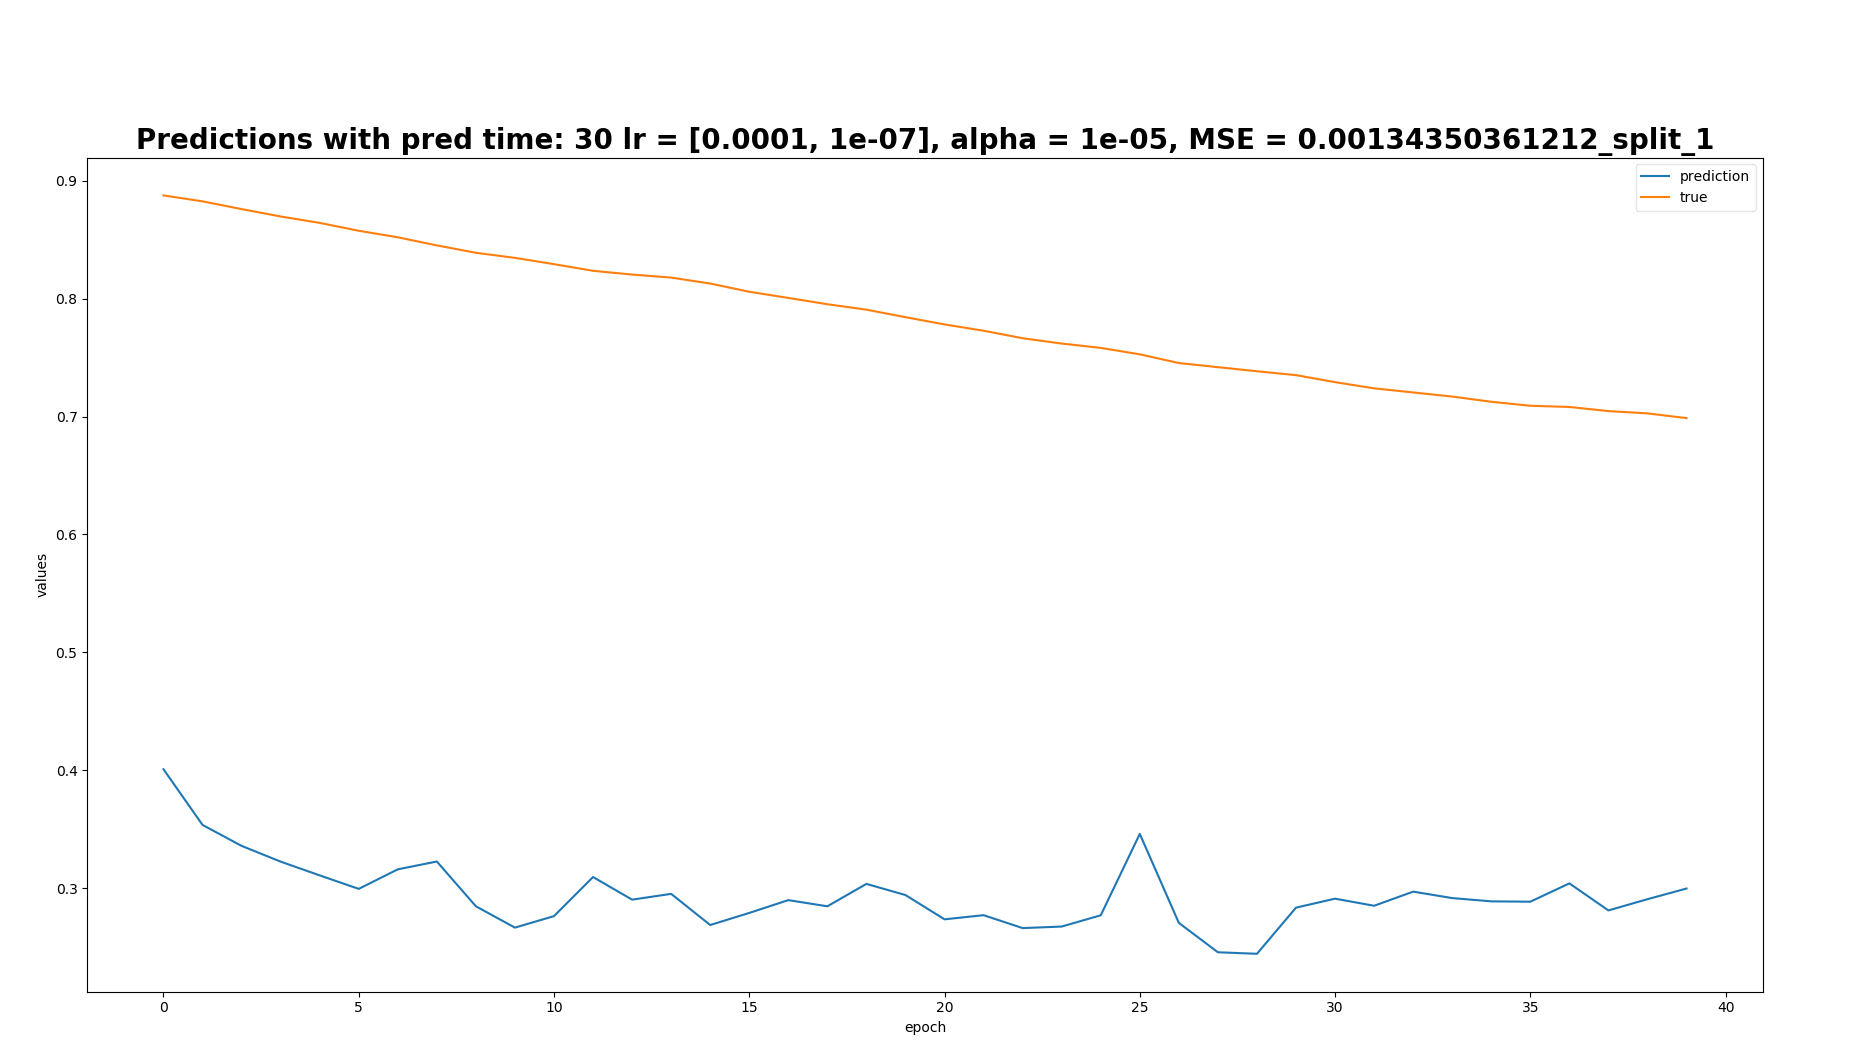 Predictions with pred time: 30 lr = [0.0001, 1e-07], alpha = 1e-05, MSE = 0.00134350361212_split_1
prediction
true
values
0.9
0.8
0.7
0.6
0.5
0.4
0.3
0 5 10 15 20 25 30 35 40
epoch